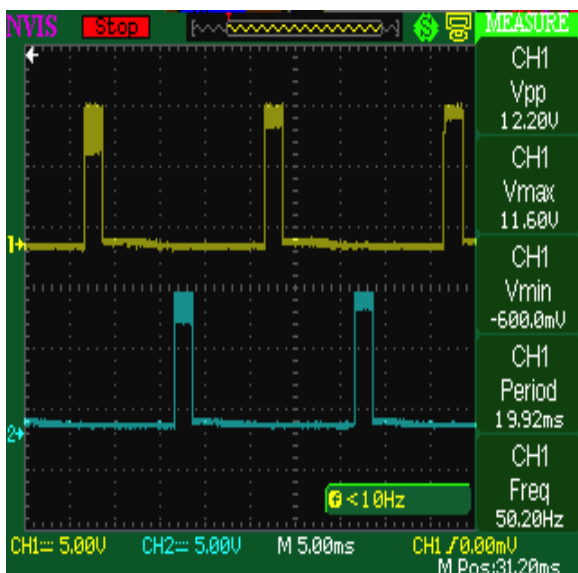 NVIS Stop S MEASURE
CH1
Vpp
12.20V
CH1
Vmax
11.60V
1
CH1
Vmin
-600.0mV
CH1
Period
19.92ms
2
CH1
Freq
50.20Hz
f <10Hz
CH1 5.00V CH2 5.00V M 5.00ms CH1 0.00mV
M Pos:31.20ms